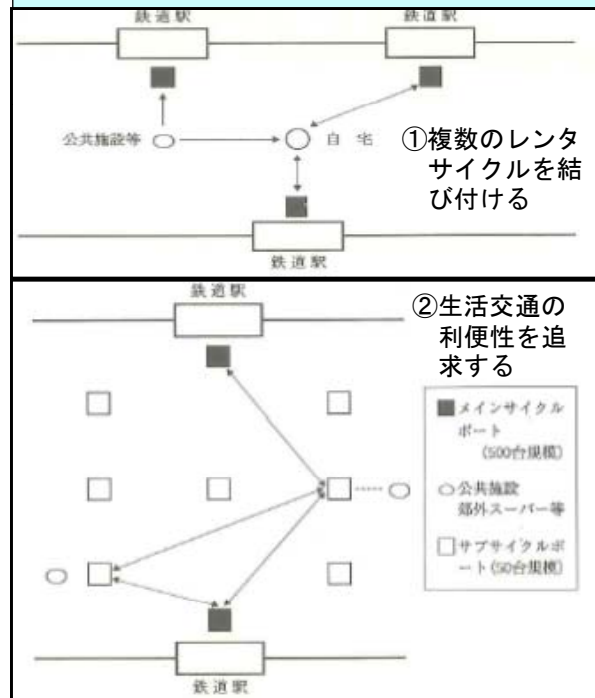 鉄道駅
鉄道駅
公共施設等
自宅
①複数のレンタ
サイクルを結
び付ける
鉄道駅
鉄道駅
②生活交通の
利便性を追
求する
メインサイクル
ポート
(500台規模)
公共施設
郊外スーパー等
サブサイクルポ
ート(50台規模)
鉄道駅